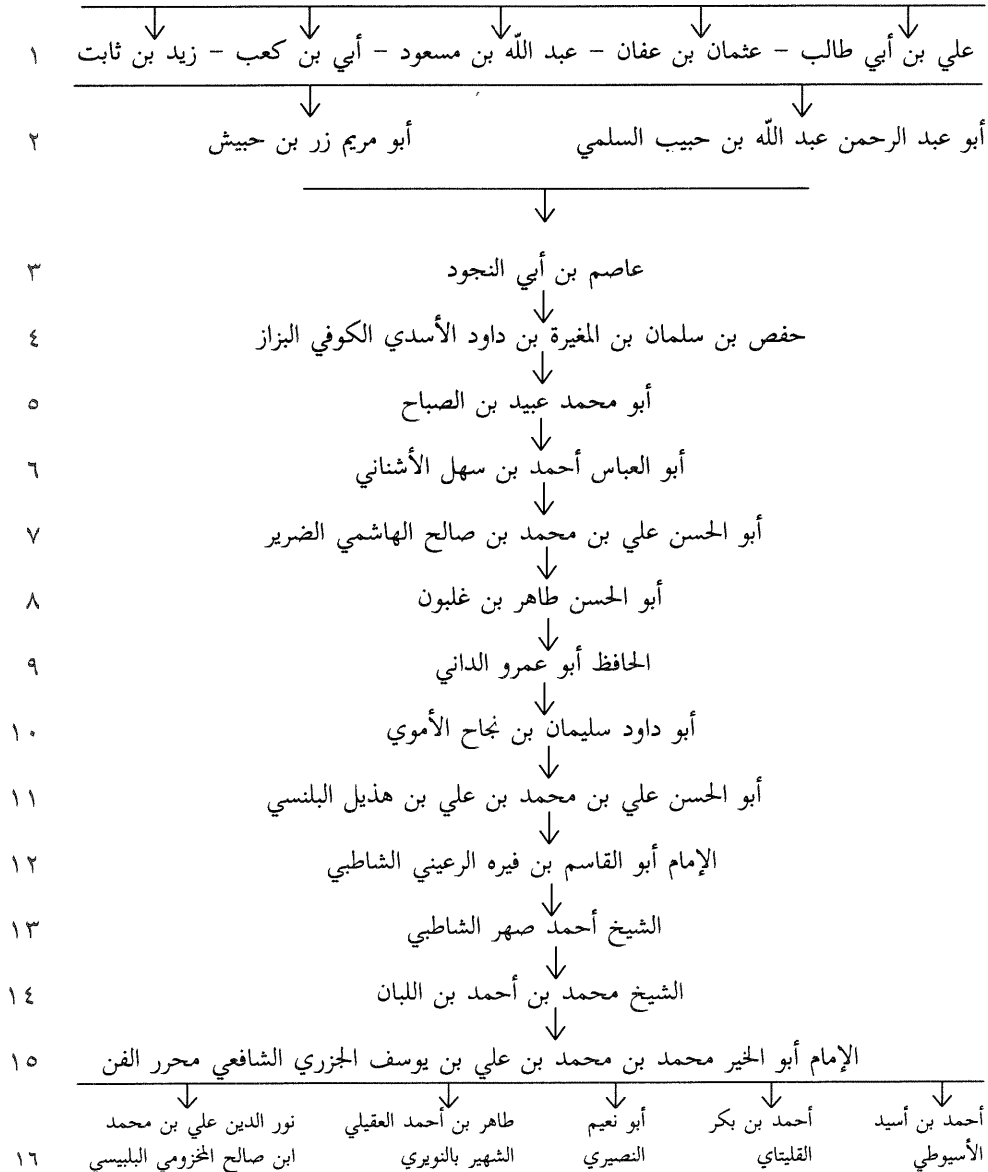 علي بن أبي طالب – عثمان بن عفان – عبد اللّه بن مسعود – أبي بن كعب – زيد بن ثابت ١
أبو عبد الرحمن عبد اللّه بن حبيب السلمي أبو مريم زر بن حبيش ٢
عاصم بن أبي النجود ٣
حفص بن سلمان بن المغيرة بن داود الأسدي الكوفي البزاز ٤
أبو محمد عبيد بن الصباح ٥
أبو العباس أحمد بن سهل الأشناني ٦
أبو الحسن علي بن محمد بن صالح الهاشمي الضرير ٧
أبو الحسن طاهر بن غلبون ٨
الحافظ أبو عمرو الداني ٩
أبو داود سليمان بن نجاح الأموي ١٠
أبو الحسن علي بن محمد بن علي بن هذيل البلنسي ١١
الإمام أبو القاسم بن فيره الرعيني الشاطبي ١٢
الشيخ أحمد صهر الشاطبي ١٣
الشيخ محمد بن أحمد بن اللبان ١٤
الإمام أبو الخير محمد بن محمد بن علي بن يوسف الجزري الشافعي محرر الفن ١٥
أحمد بن أسيد أحمد بن بكر أبو نعيم طاهر بن أحمد العقيلي نور الدين علي بن محمد
الأسيوطي القليتاي النصيري الشهير بالنويري ابن صالح المخزومي البلبيسي ١٦